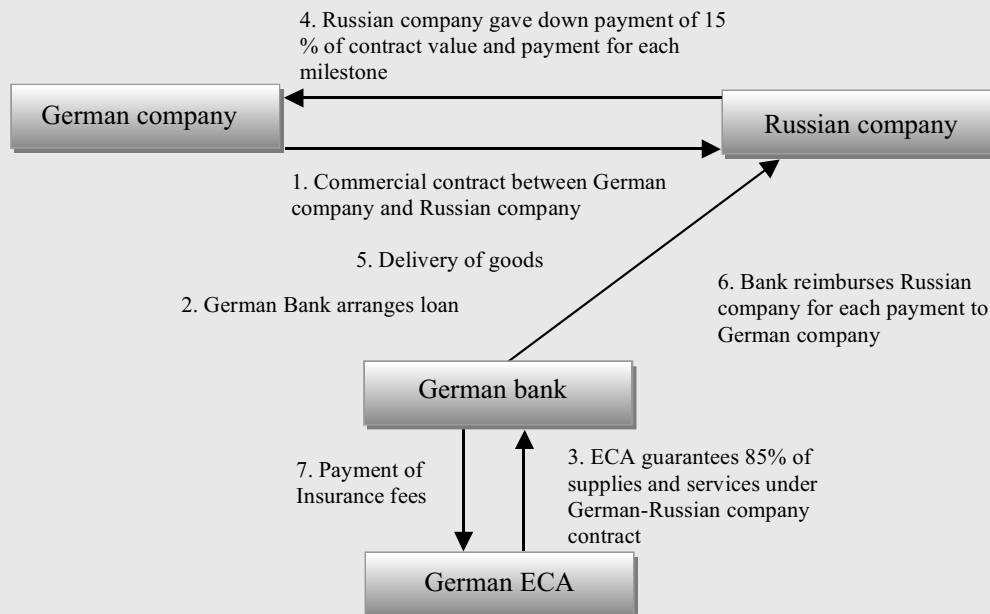 4. Russian company gave down payment of 15
% of contract value and payment for each
milestone
German company
Russian company
1. Commercial contract between German
company and Russian company
5. Delivery of goods
2. German Bank arranges loan
6. Bank reimburses Russian
company for each payment to
German company
German bank
7. Payment of
Insurance fees
3. ECA guarantees 85% of
supplies and services under
German-Russian company
contract
German ECA